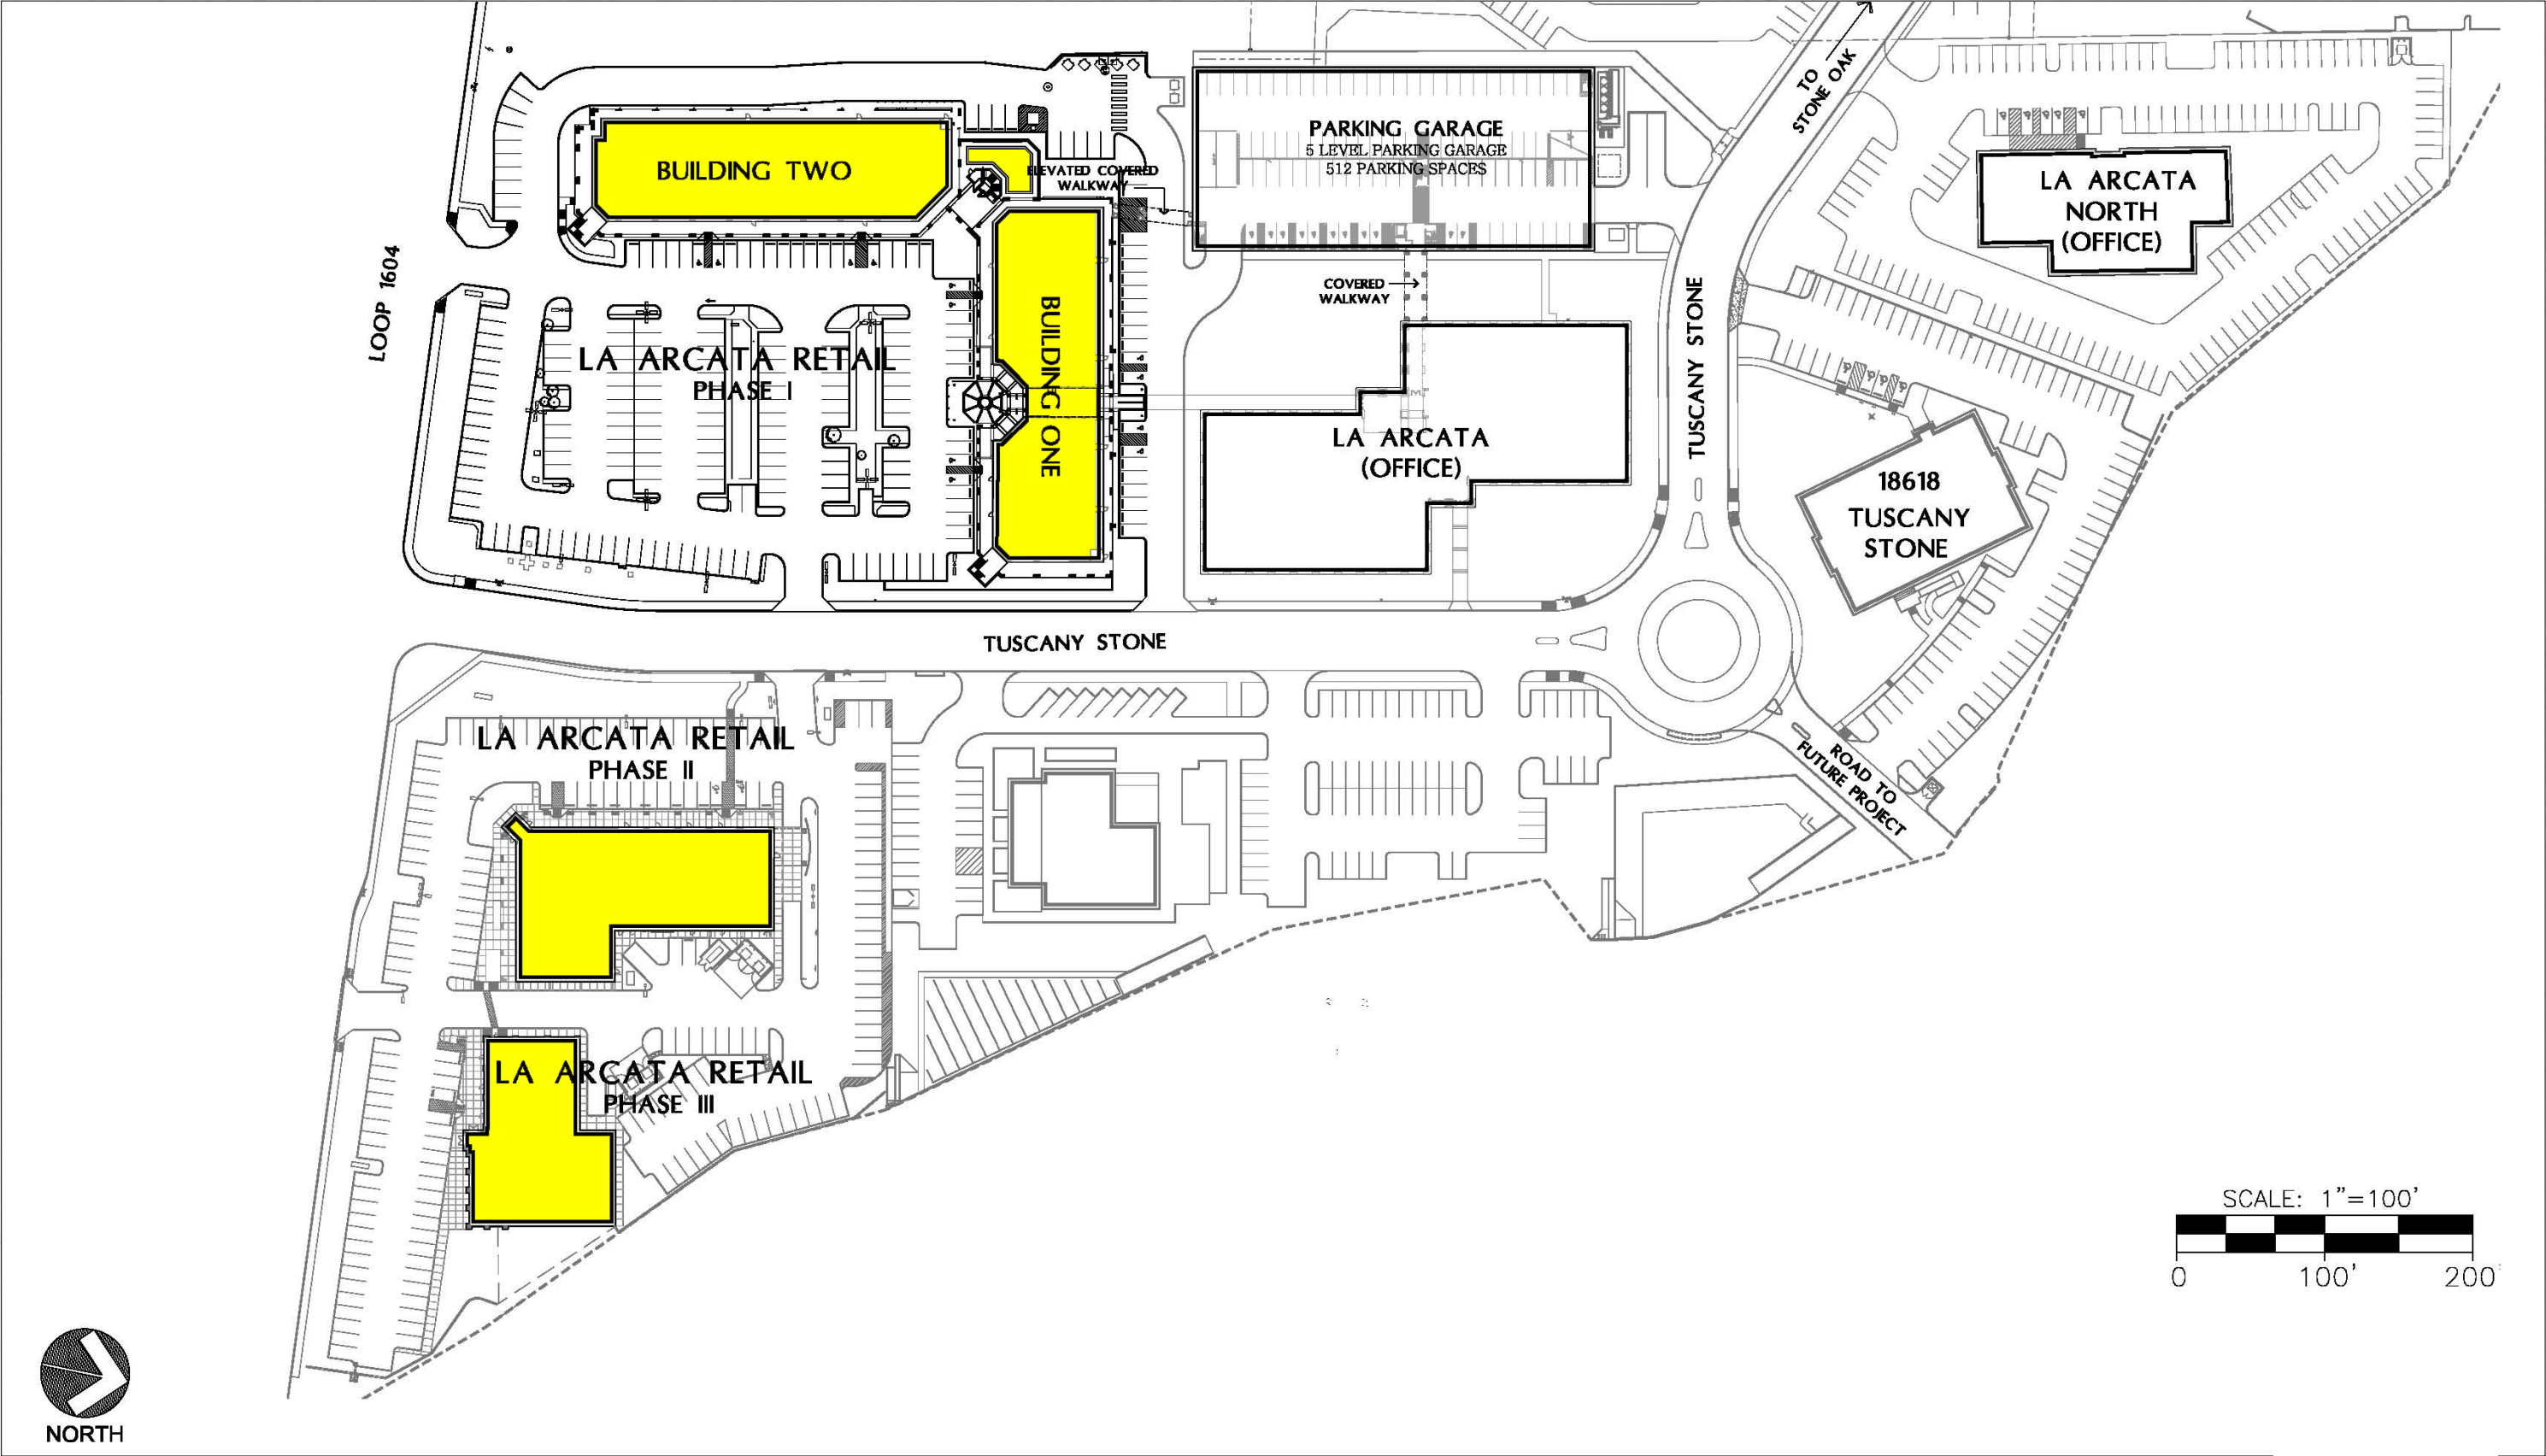 TO
STONE OAK
PARKING GARAGE
5 LEVEL PARKING GARAGE
512 PARKING SPACES
BUILDING TWO
ELEVATED COVERED
WALKWAY
LA ARCATA
NORTH
(OFFICE)
LOOP 1604
COVERED
WALKWAY
BUILDING ONE
TUSCANY STONE
LA ARCATA RETAIL
PHASE I
LA ARCATA
(OFFICE)
18618
TUSCANY
STONE
TUSCANY STONE
LA ARCATA RETAIL
PHASE II
ROAD TO
FUTURE PROJECT
LA ARCATA RETAIL
PHASE III
SCALE: 1"=100'
0 100' 200'
NORTH